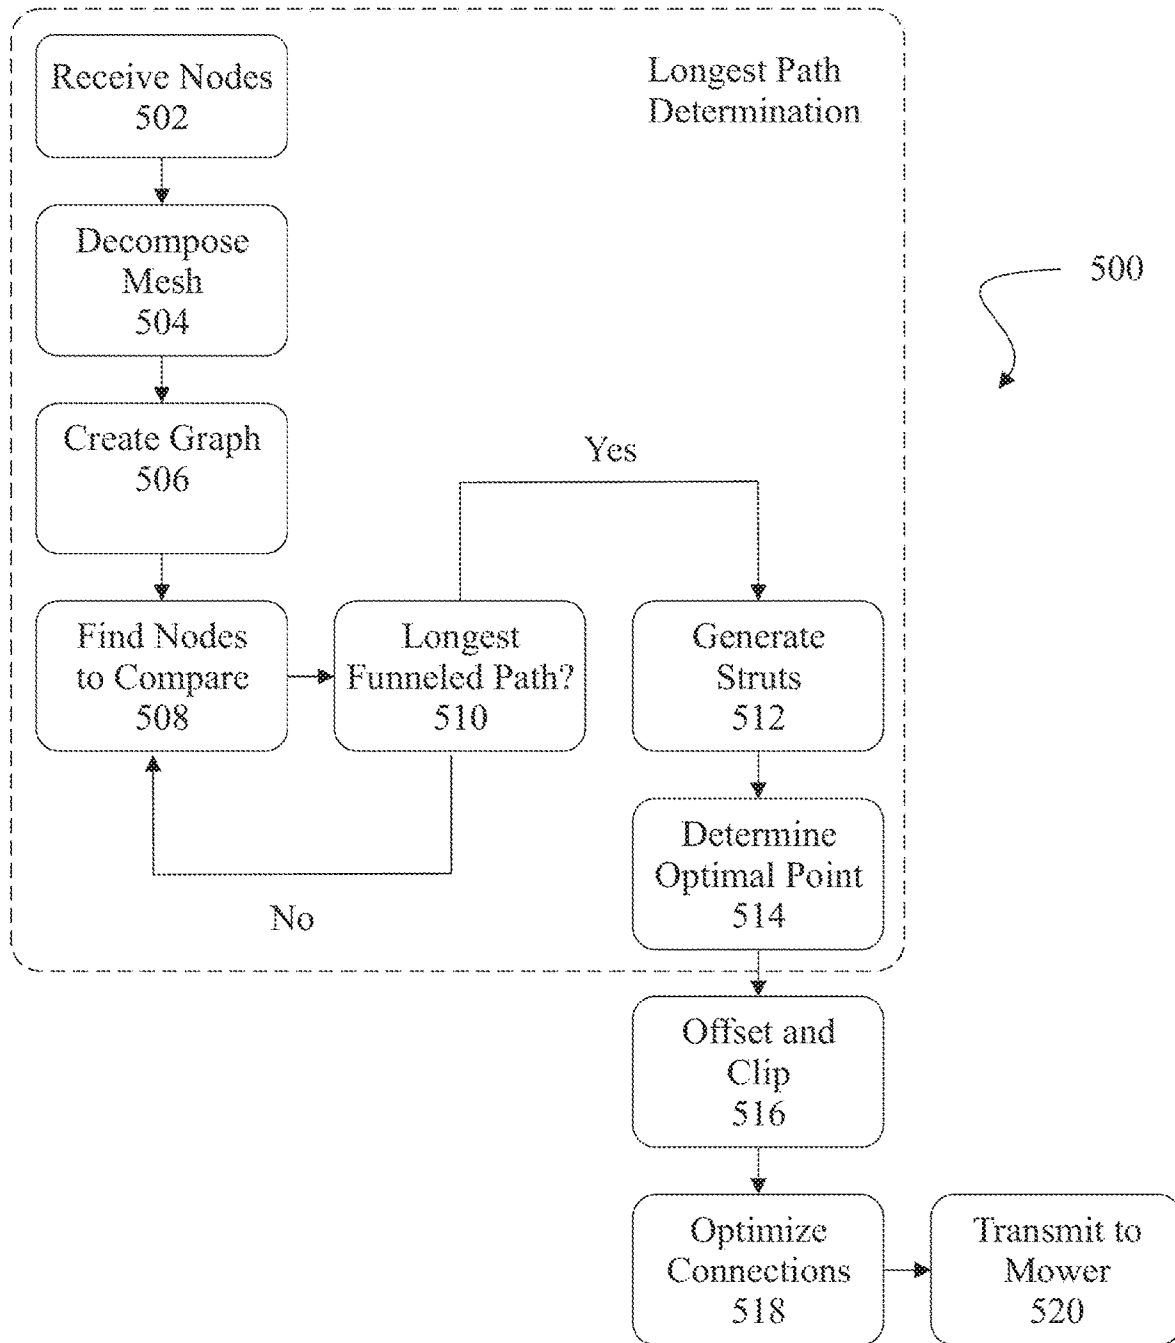 Receive Nodes
502
Longest Path
Determination
Decompose
Mesh
504
500
Create Graph
506
Yes
Find Nodes
to Compare
508
Longest
Funneled Path?
510
Generate
Struts
512
No
Determine
Optimal Point
514
Offset and
Clip
516
Optimize
Connections
518
Transmit to
Mower
520